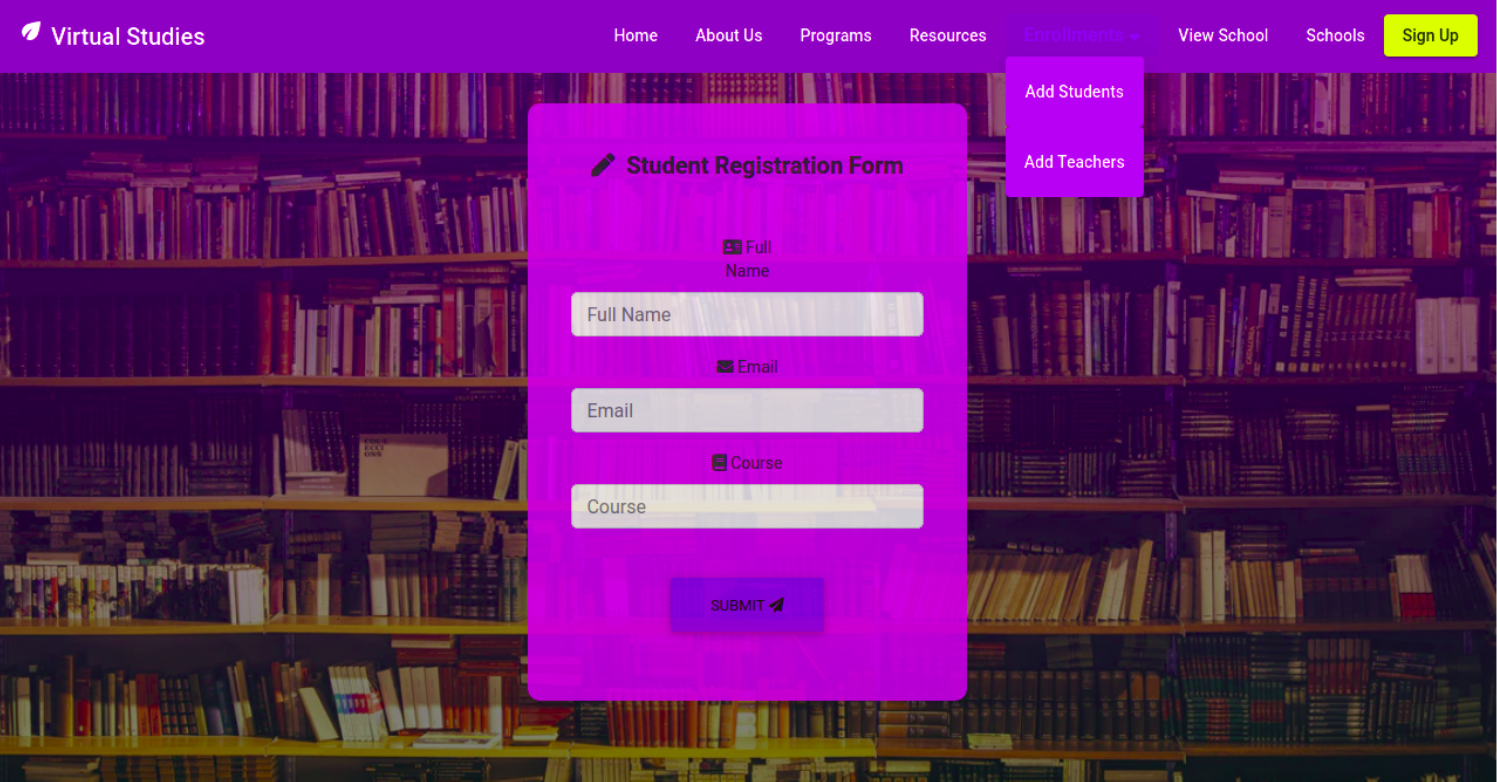 Virtual Studies
Home
About Us
Programs
Resources
Enrollments
View School
Schools
Sign Up
Add Students
Add Teachers
Student Registration Form
Full
Name
Full Name
Email
Email
Course
Course
SUBMIT